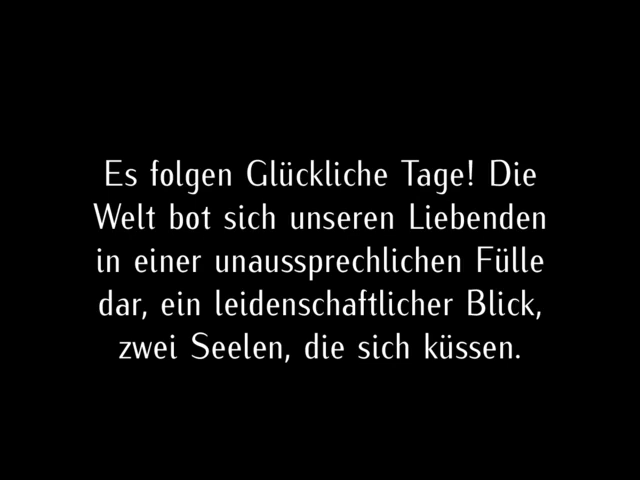 Es folgen Glückliche Tage! Die
Welt bot sich unseren Liebenden
in einer unaussprechlichen Fülle
dar, ein leidenschaftlicher Blick,
zwei Seelen, die sich küssen.